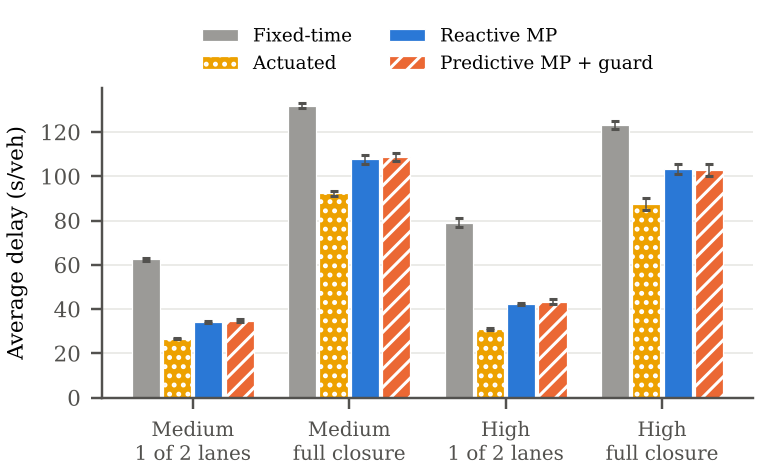 Fixed-time
Actuated
Reactive MP
Predictive MP + guard
Average delay (s/veh)
120
100
80
60
40
20
0
Medium
1 of 2 lanes
Medium
full closure
High
1 of 2 lanes
High
full closure